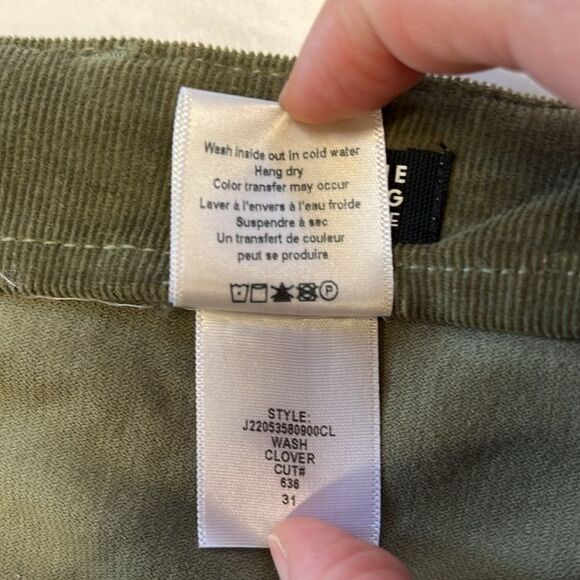 Wash inside out in cold water
Hang dry
Color transfer may occur
Laver à l'envers à l'eau froide
Suspendre à sec
Un transfert de couleur
peut se produire
P
STYLE:
J22053580900CL
WASH
CLOVER
CUT#
636
31